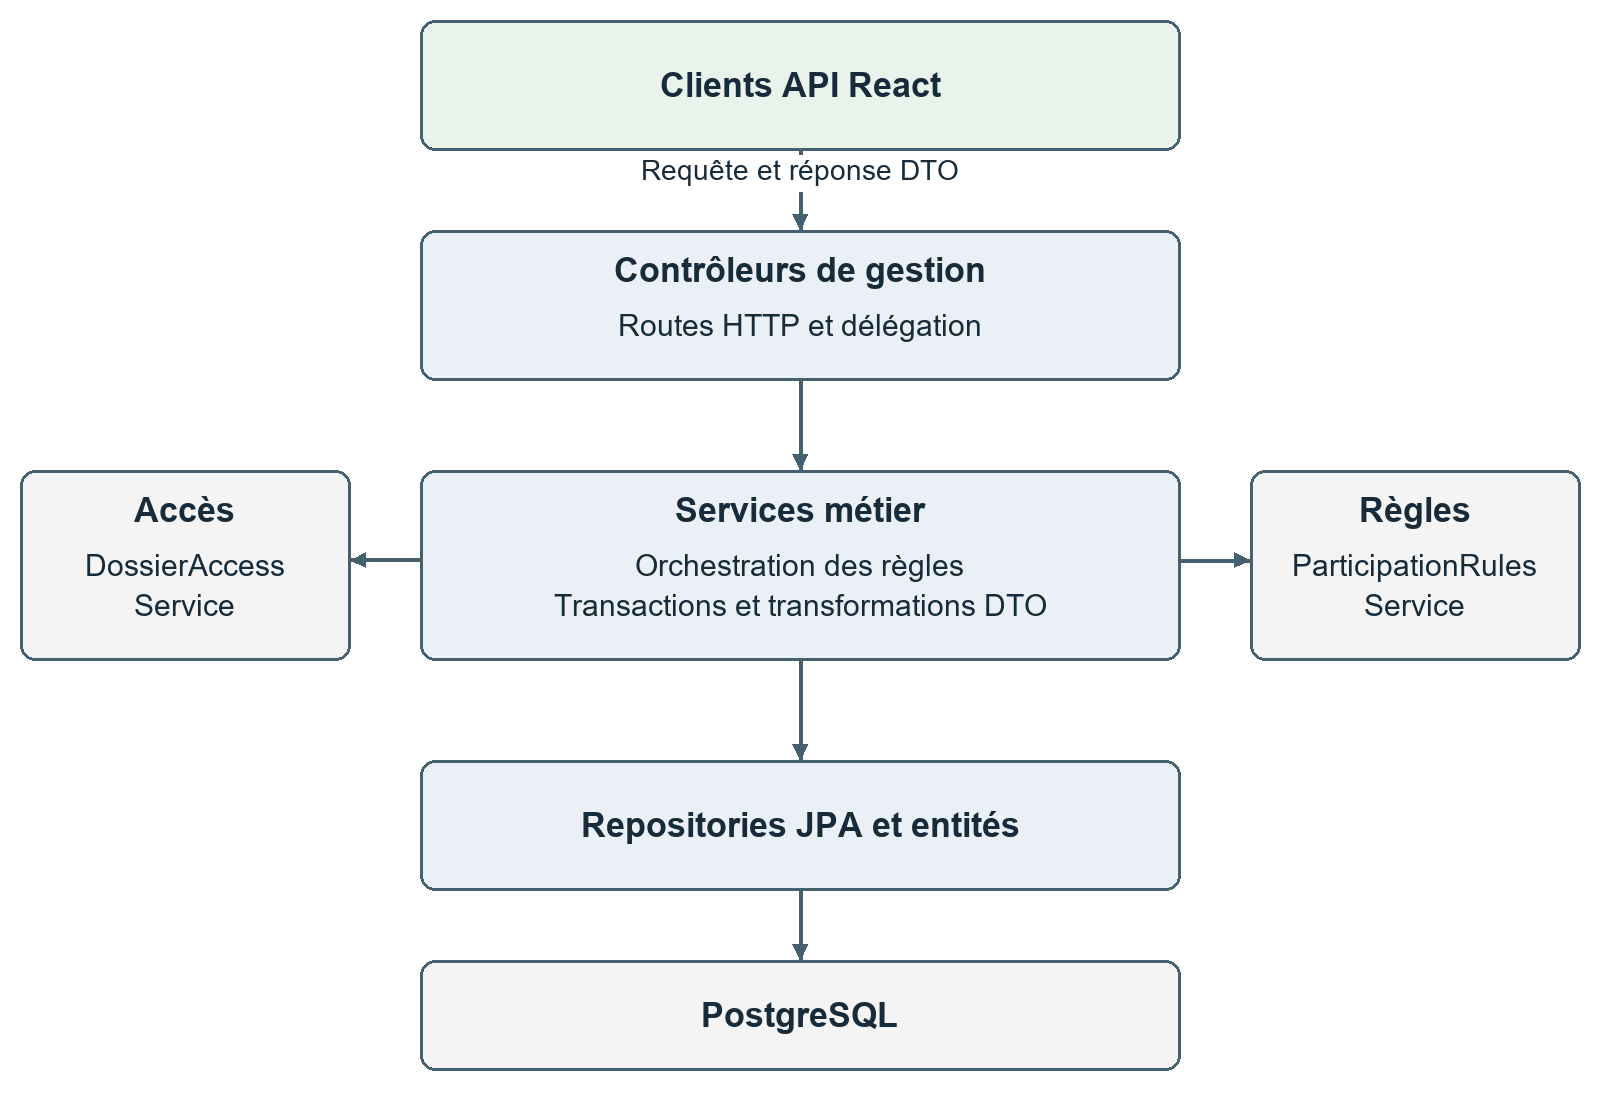 Clients API React
Requête et réponse DTO
Contrôleurs de gestion
Routes HTTP et délégation
Accès
DossierAccess
Service
Services métier
Orchestration des règles
Transactions et transformations DTO
Règles
ParticipationRules
Service
Repositories JPA et entités
PostgreSQL